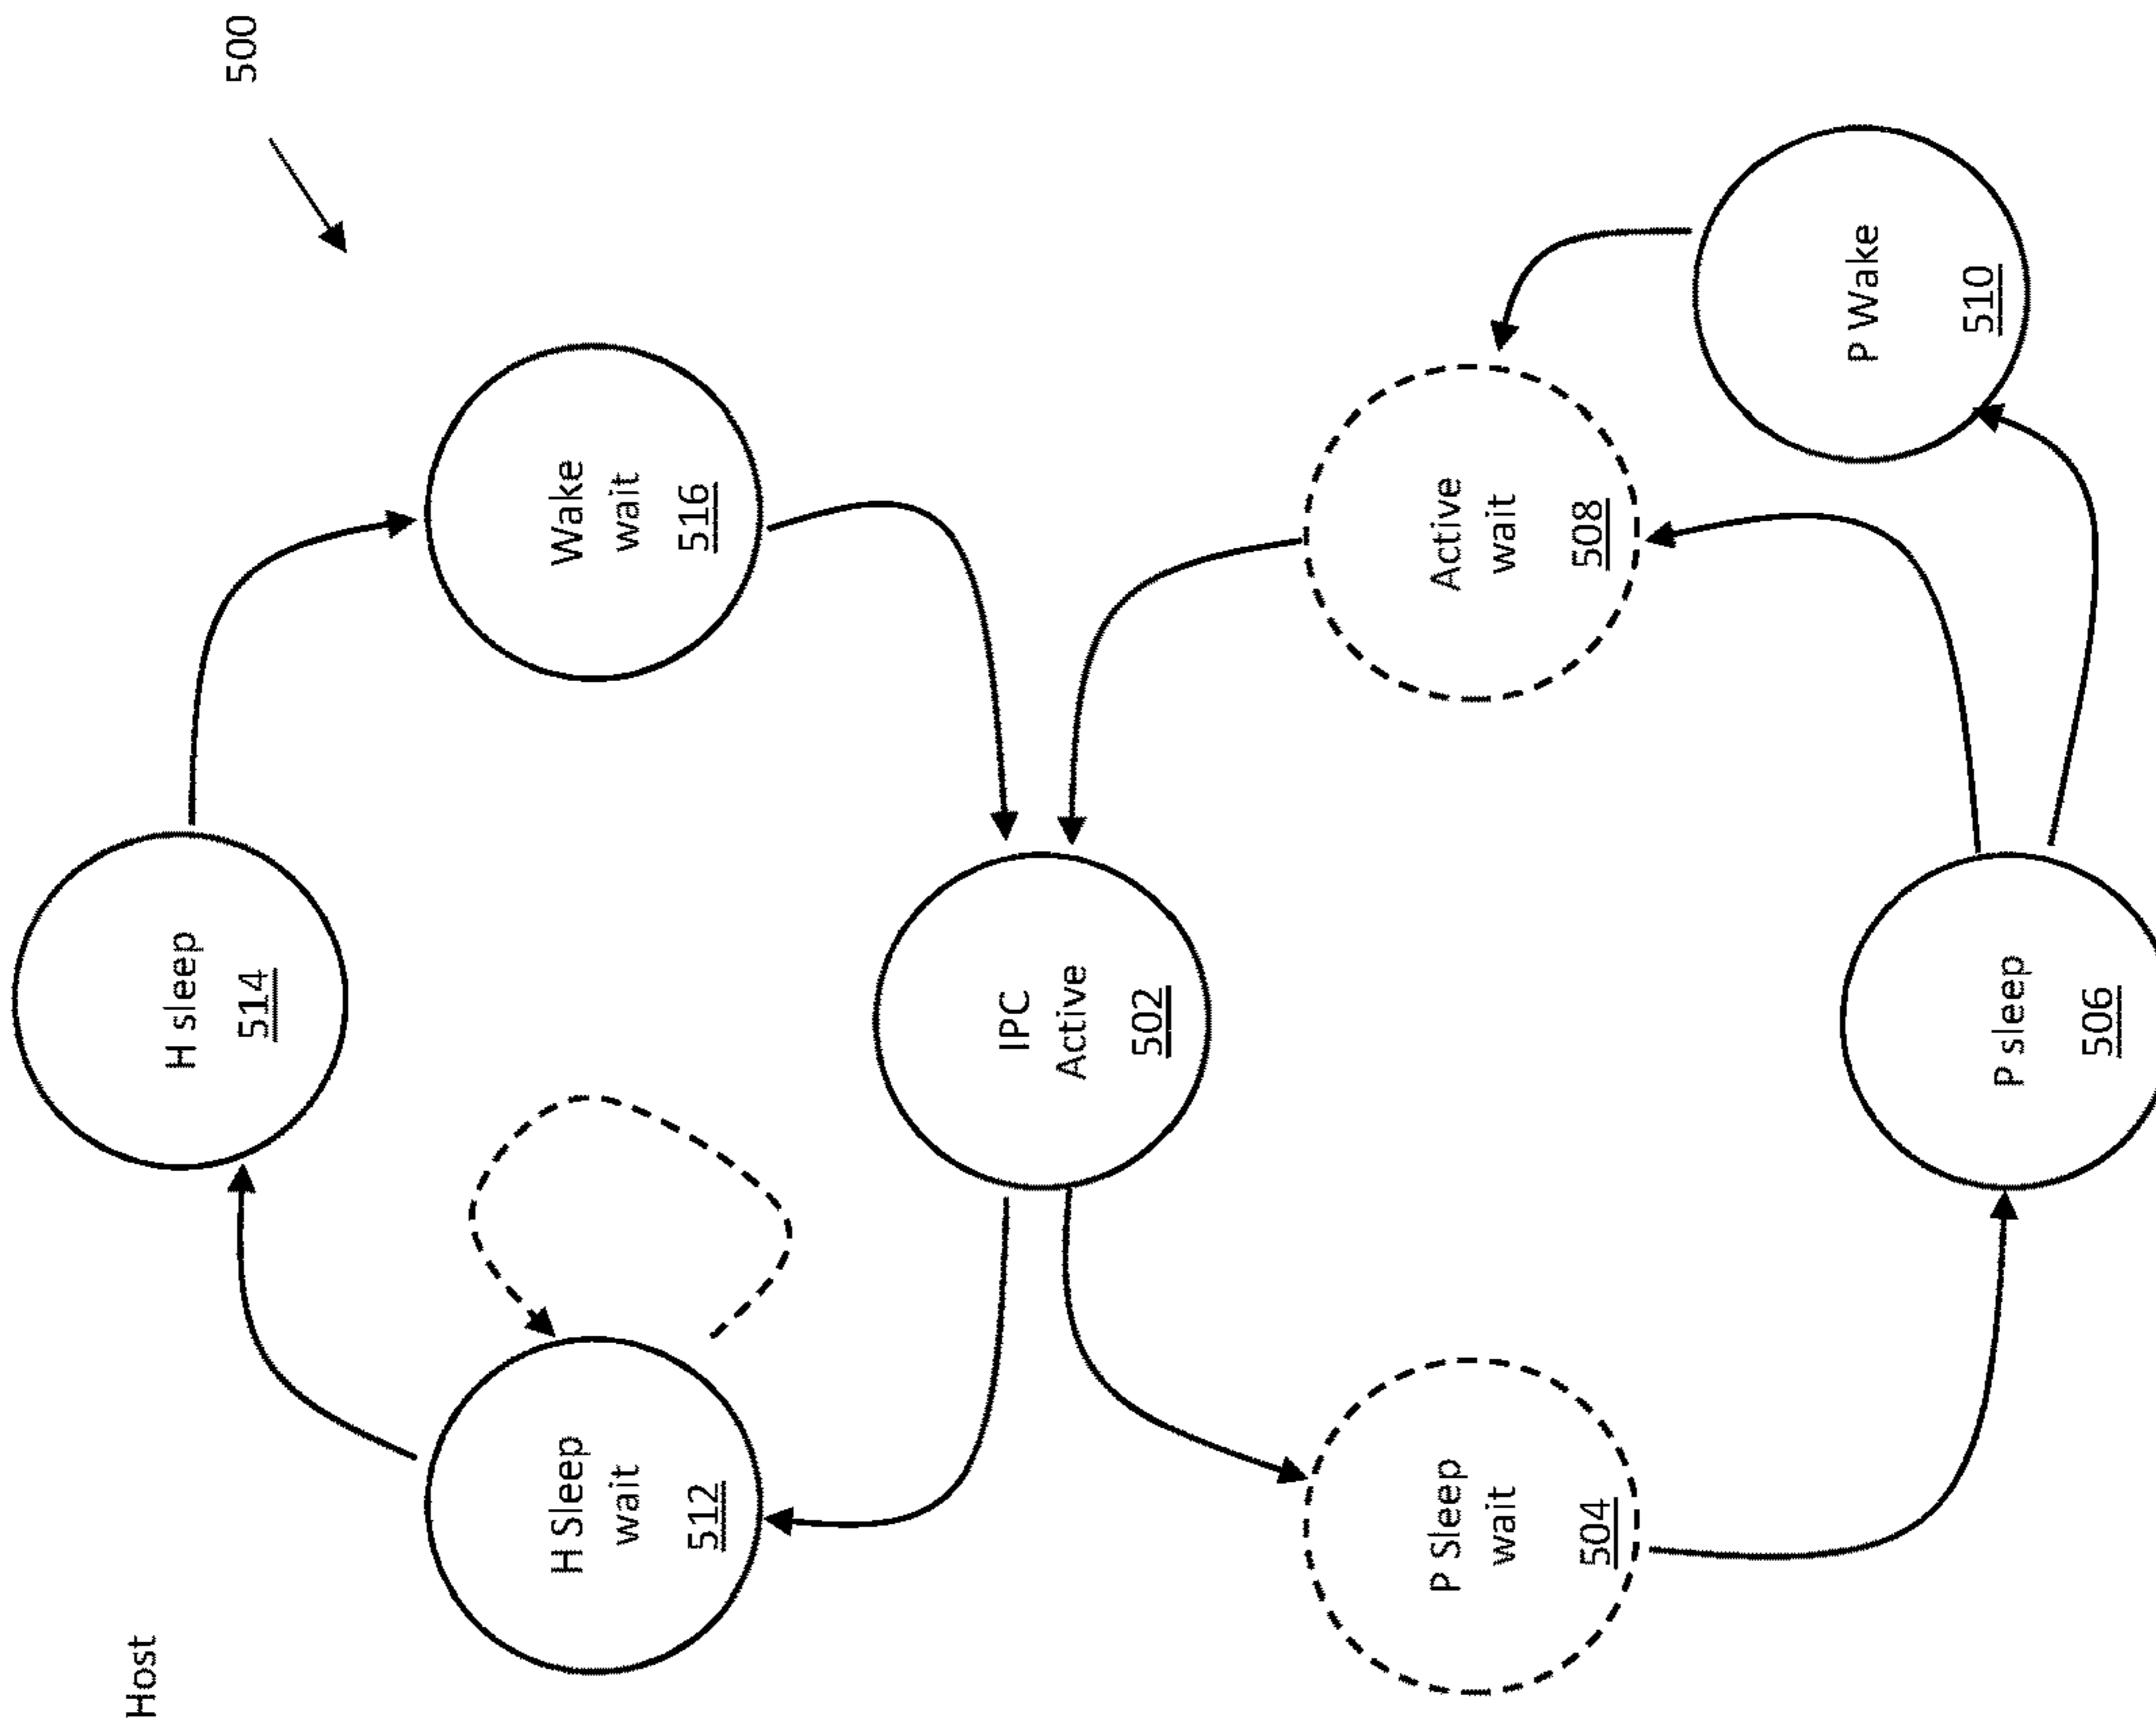 Host
H sleep
514
500
H Sleep
wait
512
Wake
wait
516
IPC
Active
502
P Sleep
wait
504
Active
wait
508
P Wake
510
P sleep
506